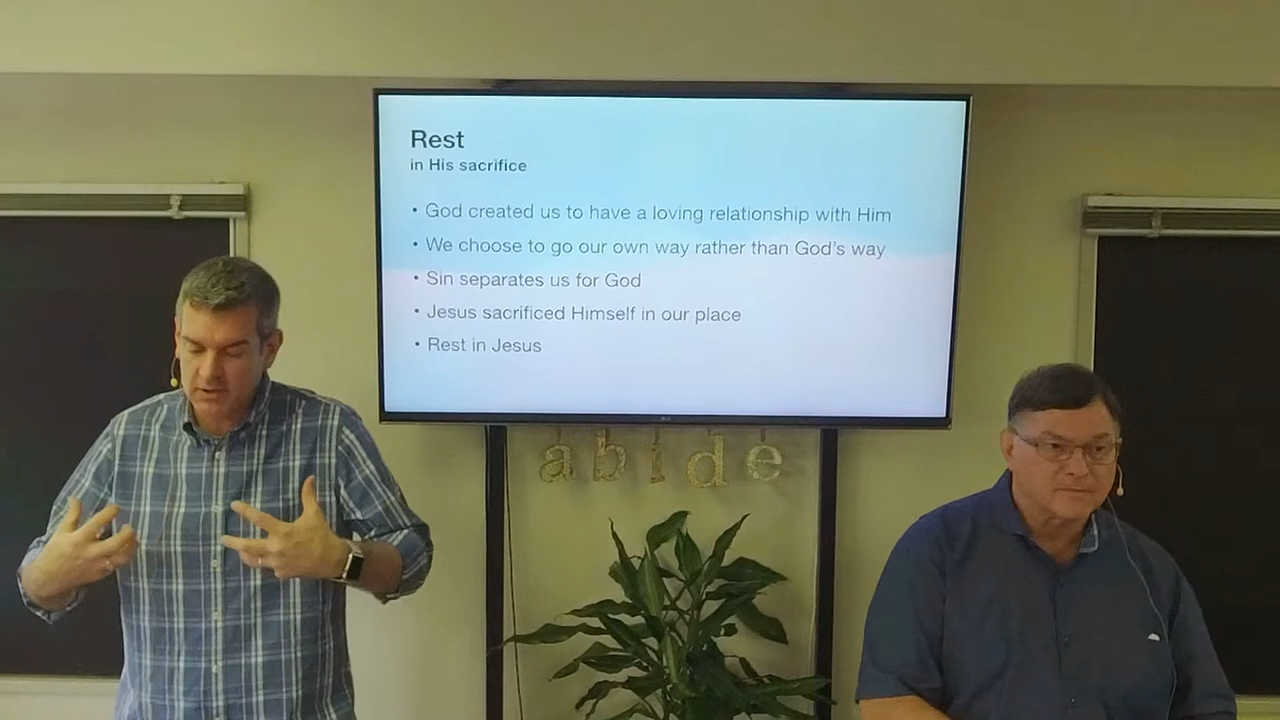 Rest
in His sacrifice
• God created us to have a loving relationship with Him
• We choose to go our own way rather than God's way
• Sin separates us for God
• Jesus sacrificed Himself in our place
• Rest in Jesus
abide